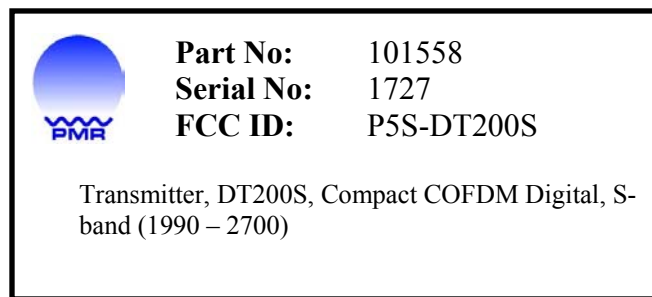 PMR
Part No: 101558
Serial No: 1727
FCC ID: P5S-DT200S
Transmitter, DT200S, Compact COFDM Digital, S-
band (1990 – 2700)